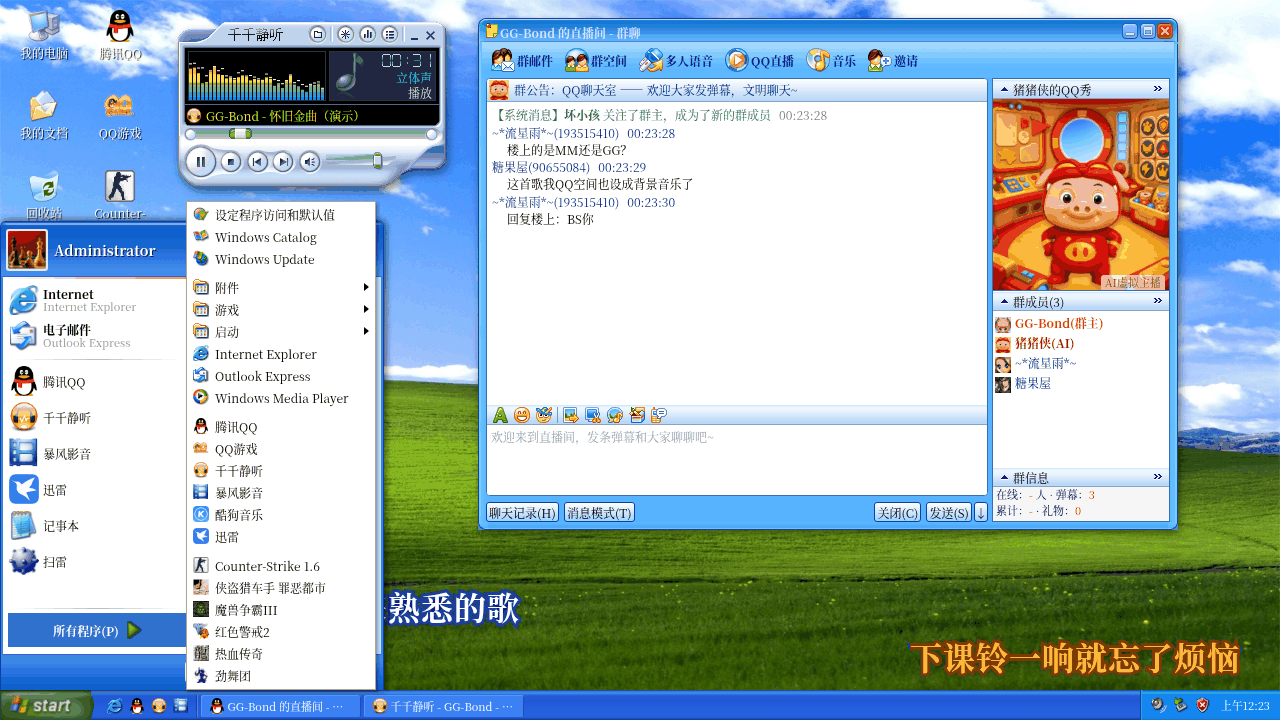 我的电脑
腾讯QQ
我的文档
QQ游戏
回收站
Counter-
千千静听
00:31
立体声
播放
GG-Bond - 怀旧金曲（演示）
Administrator
Internet
Internet Explorer
电子邮件
Outlook Express
腾讯QQ
千千静听
暴风影音
迅雷
记事本
扫雷
所有程序(P)
设定程序访问和默认值
Windows Catalog
Windows Update
附件
游戏
启动
Internet Explorer
Outlook Express
Windows Media Player
腾讯QQ
QQ游戏
千千静听
暴风影音
酷狗音乐
迅雷
Counter-Strike 1.6
侠盗猎车手 罪恶都市
魔兽争霸III
红色警戒2
热血传奇
劲舞团
GG-Bond 的直播间 - 群聊
群邮件
群空间
多人语音
QQ直播
音乐
邀请
群公告：QQ聊天室 —— 欢迎大家发弹幕，文明聊天~
【系统消息】坏小孩 关注了群主，成为了新的群成员 00:23:28
~*流星雨*~(193515410) 00:23:28
楼上的是MM还是GG？
糖果屋(90655084) 00:23:29
这首歌我QQ空间也设成背景音乐了
~*流星雨*~(193515410) 00:23:30
回复楼上：BS你
欢迎来到直播间，发条弹幕和大家聊聊吧~
聊天记录(H)
消息模式(T)
关闭(C)
发送(S)
↓
猪猪侠的QQ秀
AI虚拟主播
群成员(3)
GG-Bond(群主)
猪猪侠(AI)
~*流星雨*~
糖果屋
群信息
在线：- 人 · 弹幕：3
累计：- · 礼物：0
熟悉的歌
下课铃一响就忘了烦恼
start
GG-Bond 的直播间 - …
千千静听 - GG-Bond - …
上午12:23